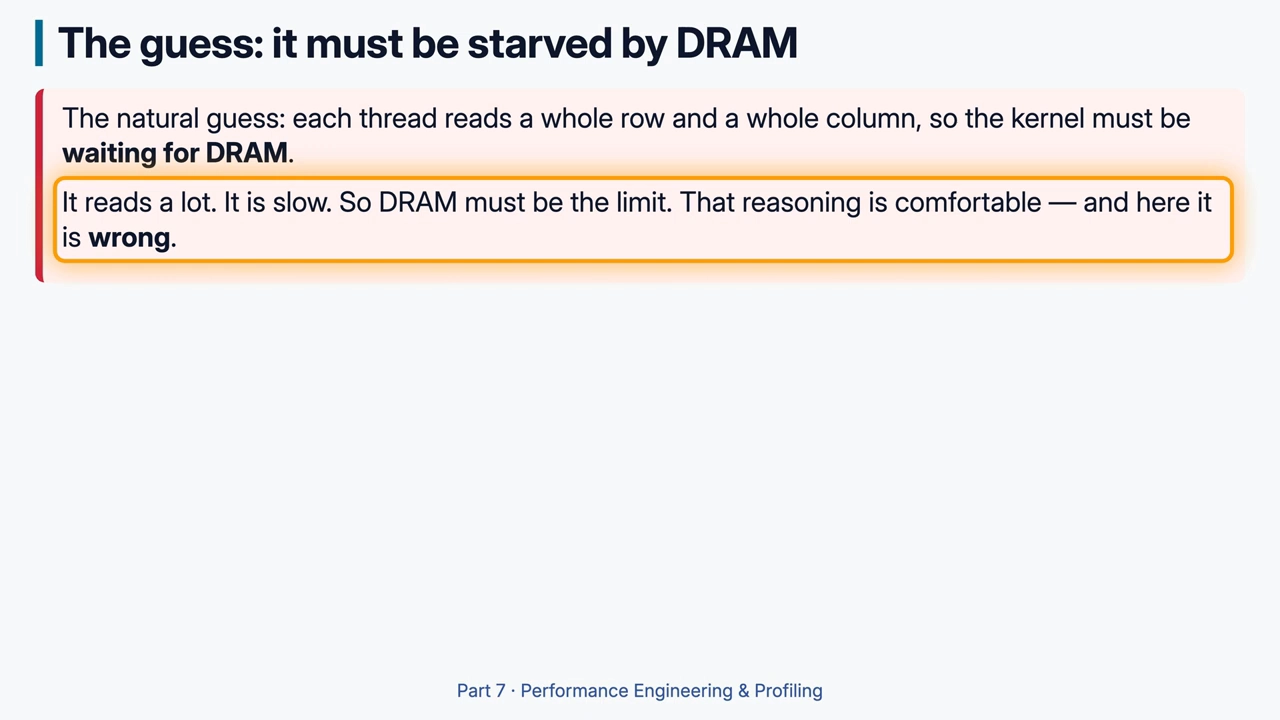 The guess: it must be starved by DRAM
The natural guess: each thread reads a whole row and a whole column, so the kernel must be
waiting for DRAM.
It reads a lot. It is slow. So DRAM must be the limit. That reasoning is comfortable — and here it
is wrong.
Part 7 · Performance Engineering & Profiling